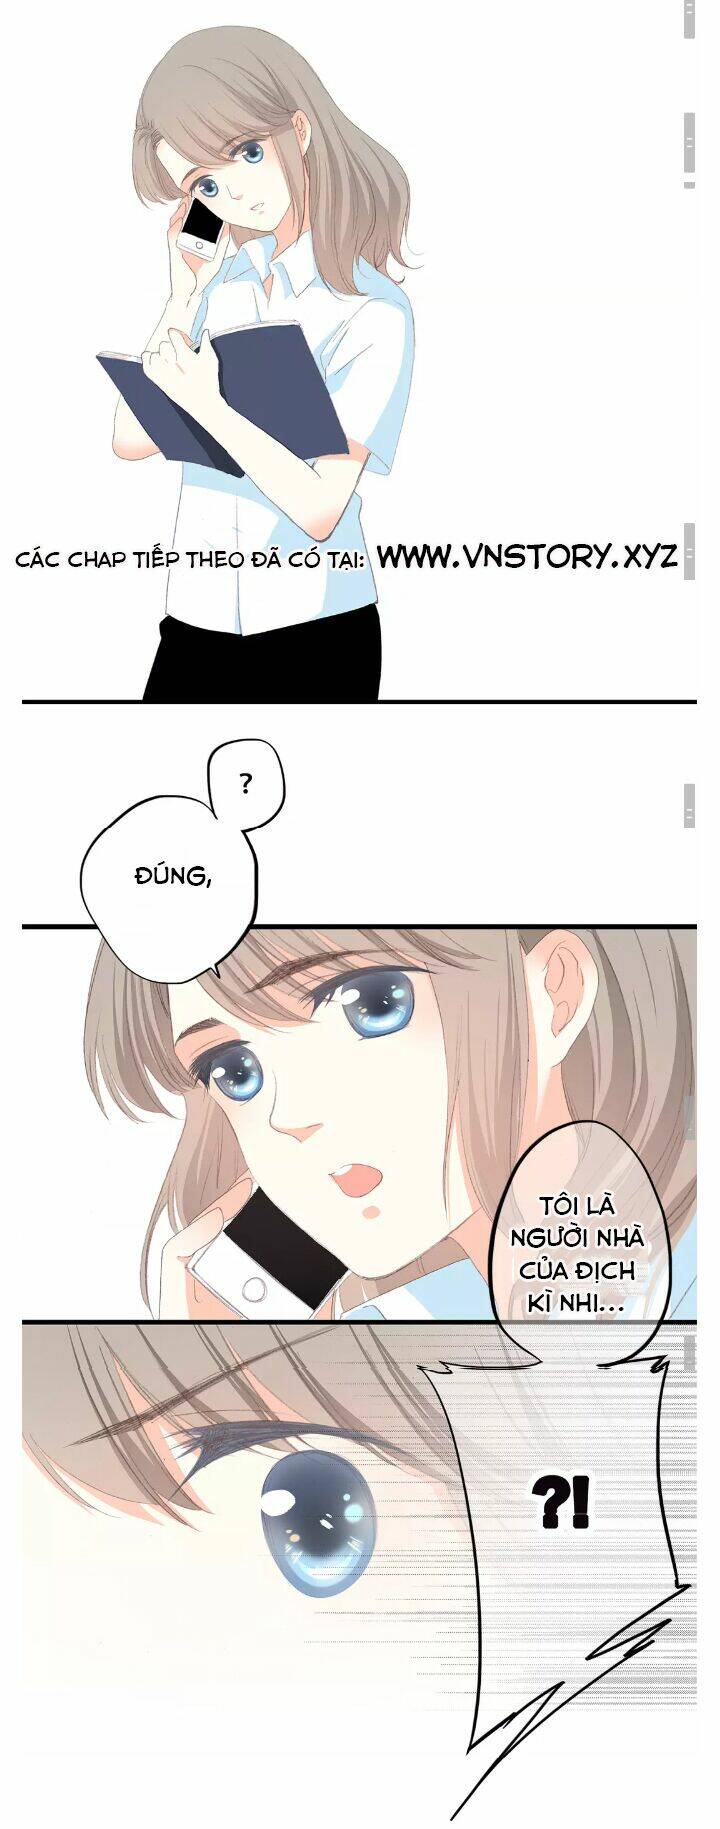 CÁC CHAP TIẾP THEO ĐÃ CÓ TẠI: WWW.VNSTORY.XYZ
?
ĐÚNG,
TÔI LÀ
NGƯỜI NHÀ
CỦA ĐỊCH
KÌ NHI...
?!